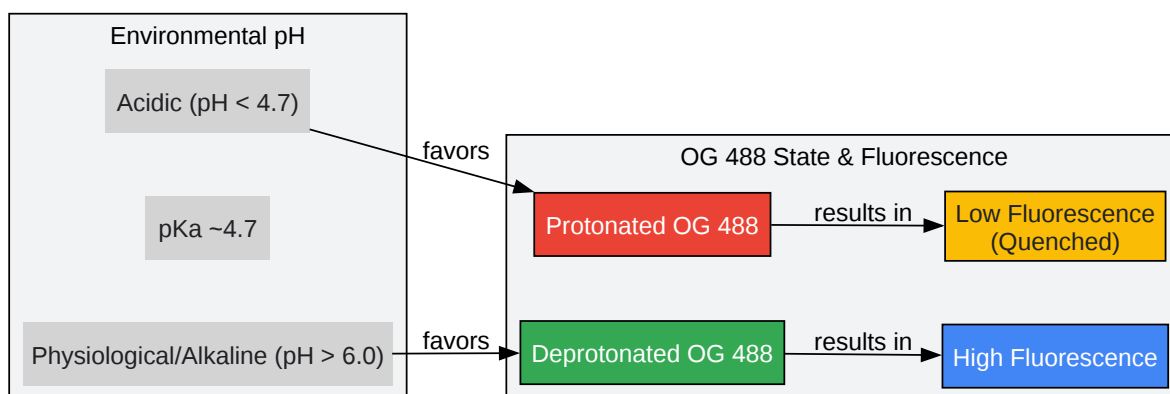 Environmental pH
Acidic (pH < 4.7)
pKa ~4.7
Physiological/Alkaline (pH > 6.0)
favors
favors
OG 488 State & Fluorescence
Protonated OG 488
results in
Low Fluorescence
(Quenched)
Deprotonated OG 488
results in
High Fluorescence